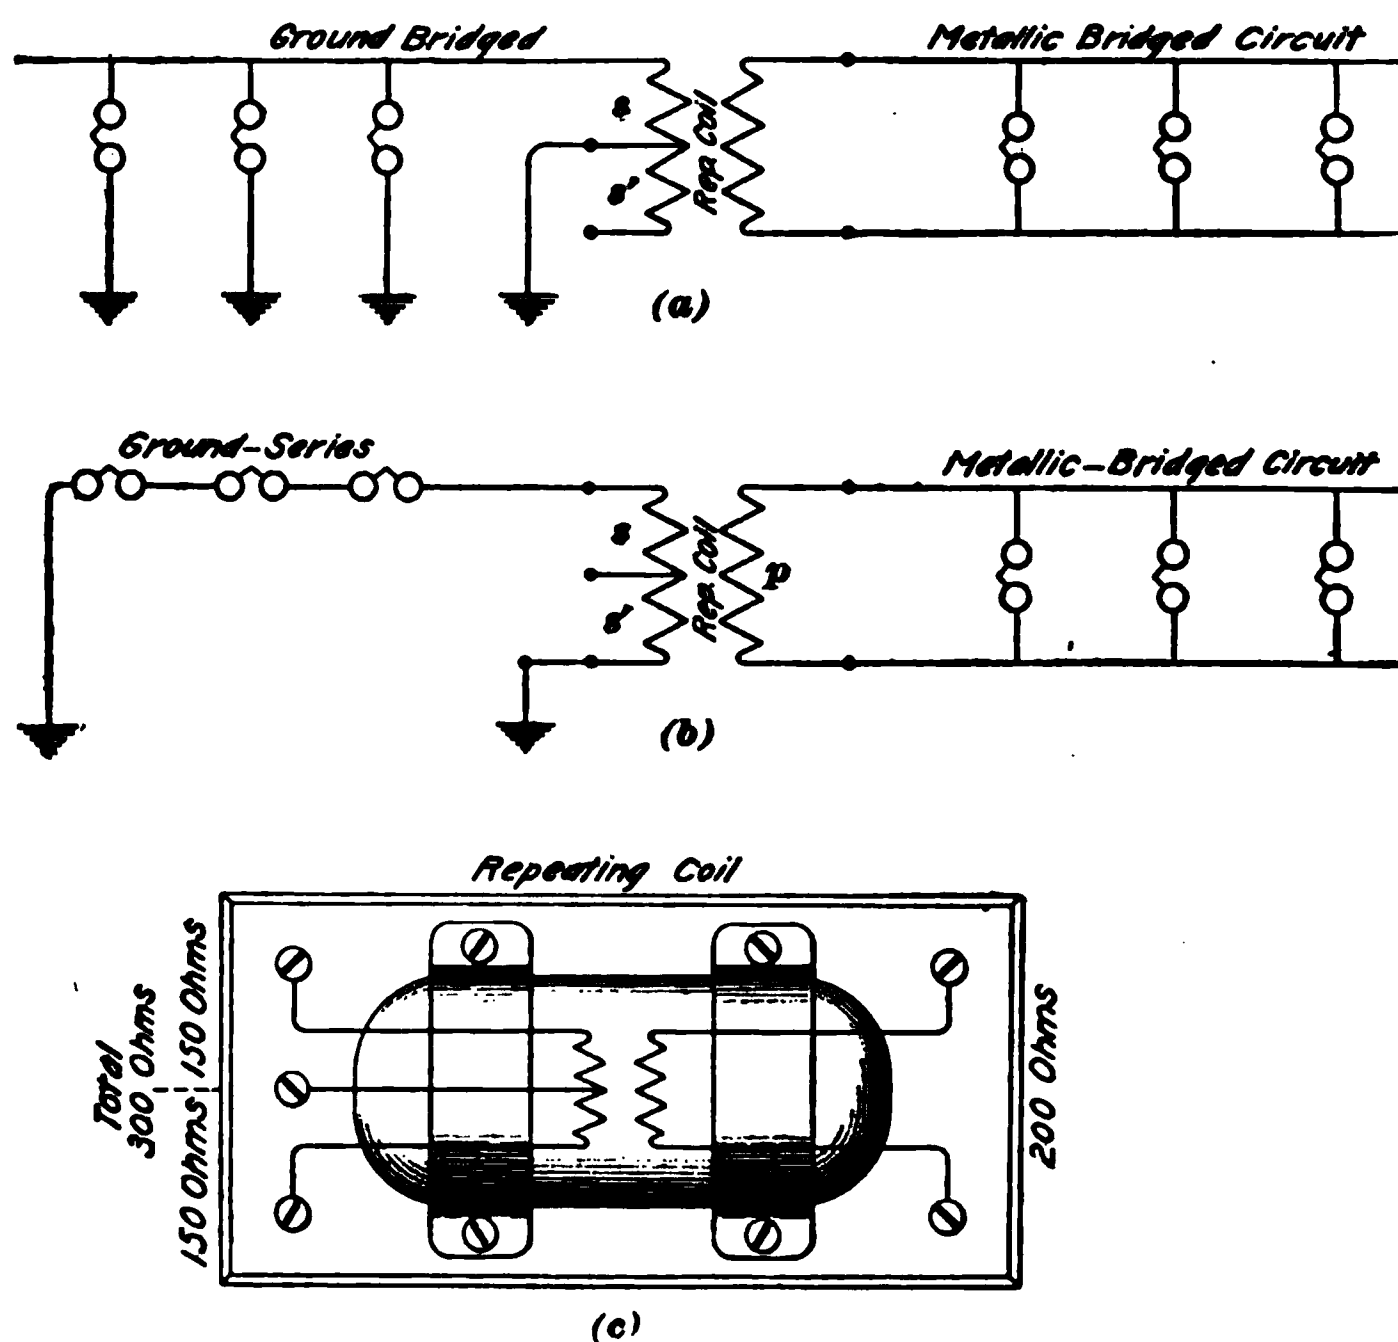 Ground Bridged
Metallic Bridged Circuit
s
Rep. Coil
s'
(a)
Ground-Series
Metallic-Bridged Circuit
s
Rep. Coil
p
s'
(b)
Repeating Coil
Total
300 Ohms
150 Ohms
150 Ohms
200 Ohms
(c)